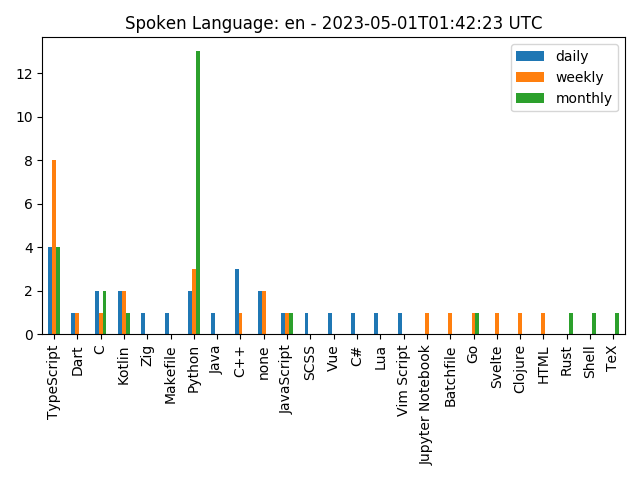 Spoken Language: en - 2023-05-01T01:42:23 UTC
daily
weekly
monthly
12
10
8
6
4
2
0
TypeScript
Dart
C
Kotlin
Zig
Makefile
Python
Java
C++
none
JavaScript
SCSS
Vue
C#
Lua
Vim Script
Jupyter Notebook
Batchfile
Go
Svelte
Clojure
HTML
Rust
Shell
TeX